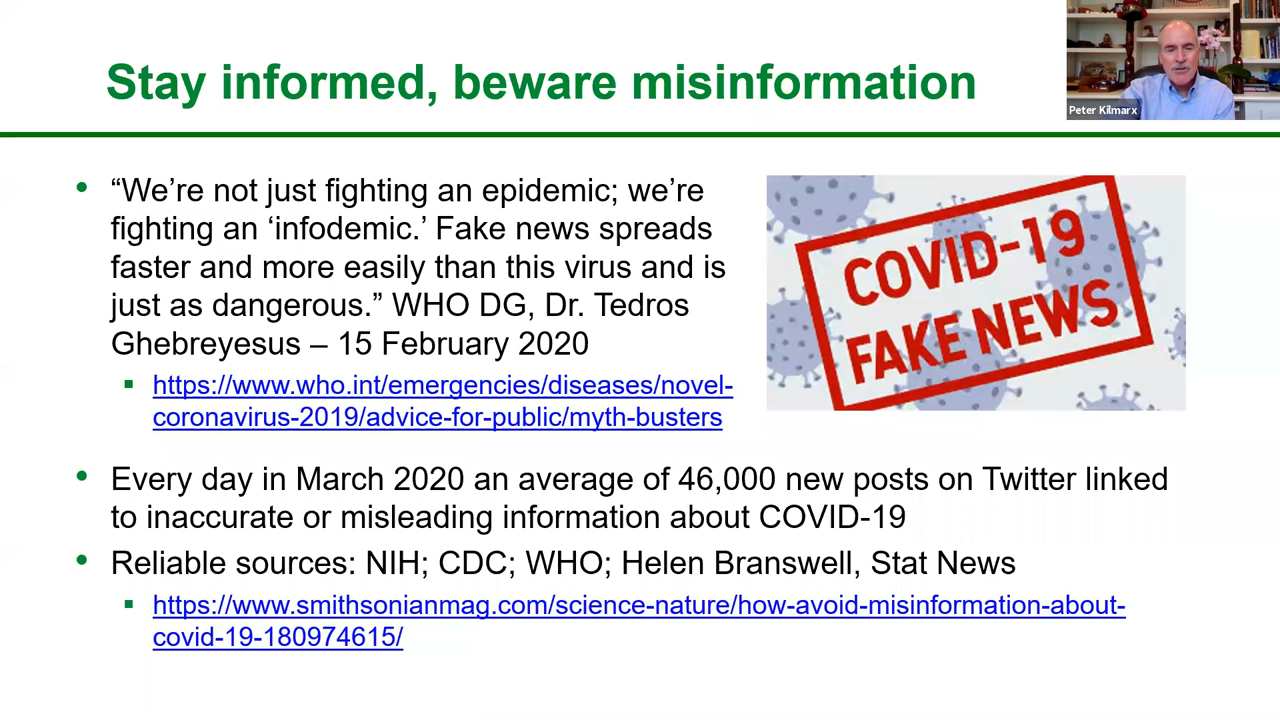 Stay informed, beware misinformation
Peter Kilmarx
• “We’re not just fighting an epidemic; we’re
fighting an ‘infodemic.’ Fake news spreads
faster and more easily than this virus and is
just as dangerous.” WHO DG, Dr. Tedros
Ghebreyesus – 15 February 2020
▪ https://www.who.int/emergencies/diseases/novel-
coronavirus-2019/advice-for-public/myth-busters
COVID-19
FAKE NEWS
• Every day in March 2020 an average of 46,000 new posts on Twitter linked
to inaccurate or misleading information about COVID-19
• Reliable sources: NIH; CDC; WHO; Helen Branswell, Stat News
▪ https://www.smithsonianmag.com/science-nature/how-avoid-misinformation-about-
covid-19-180974615/